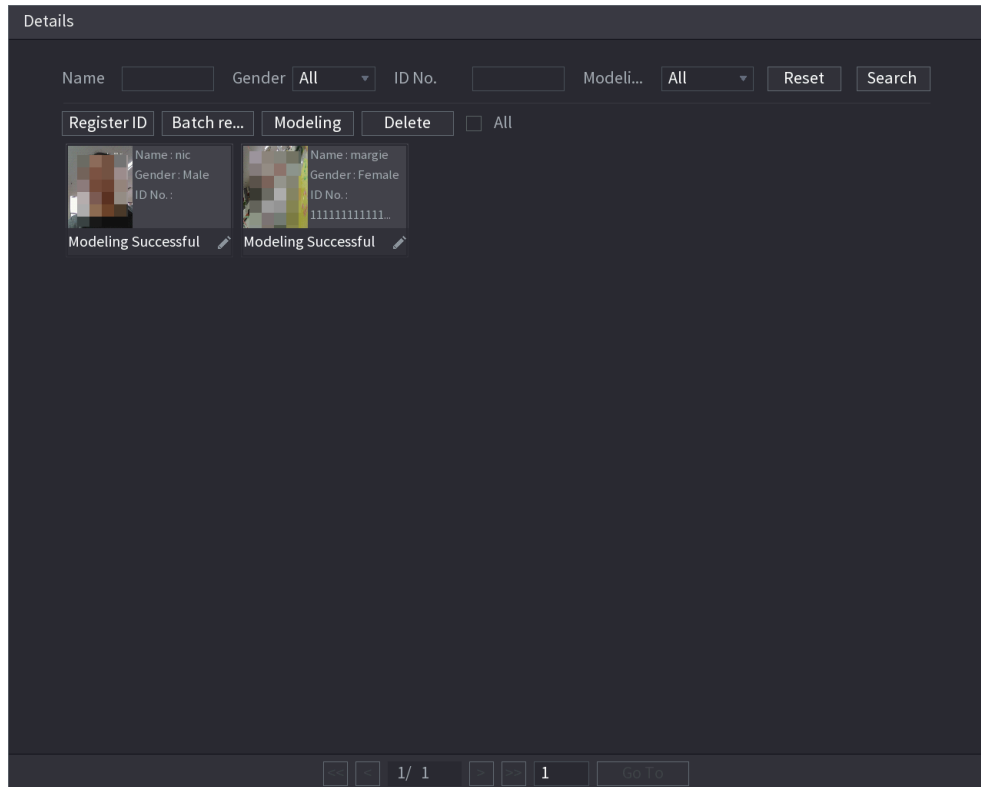 Details
Name Gender All ID No. Modeli... All Reset Search
Register ID Batch re... Modeling Delete All
Name : nic
Gender : Male
ID No. :
Modeling Successful
Name : margie
Gender : Female
ID No. :
111111111111...
Modeling Successful
<< < 1/ 1 > >> 1 Go To